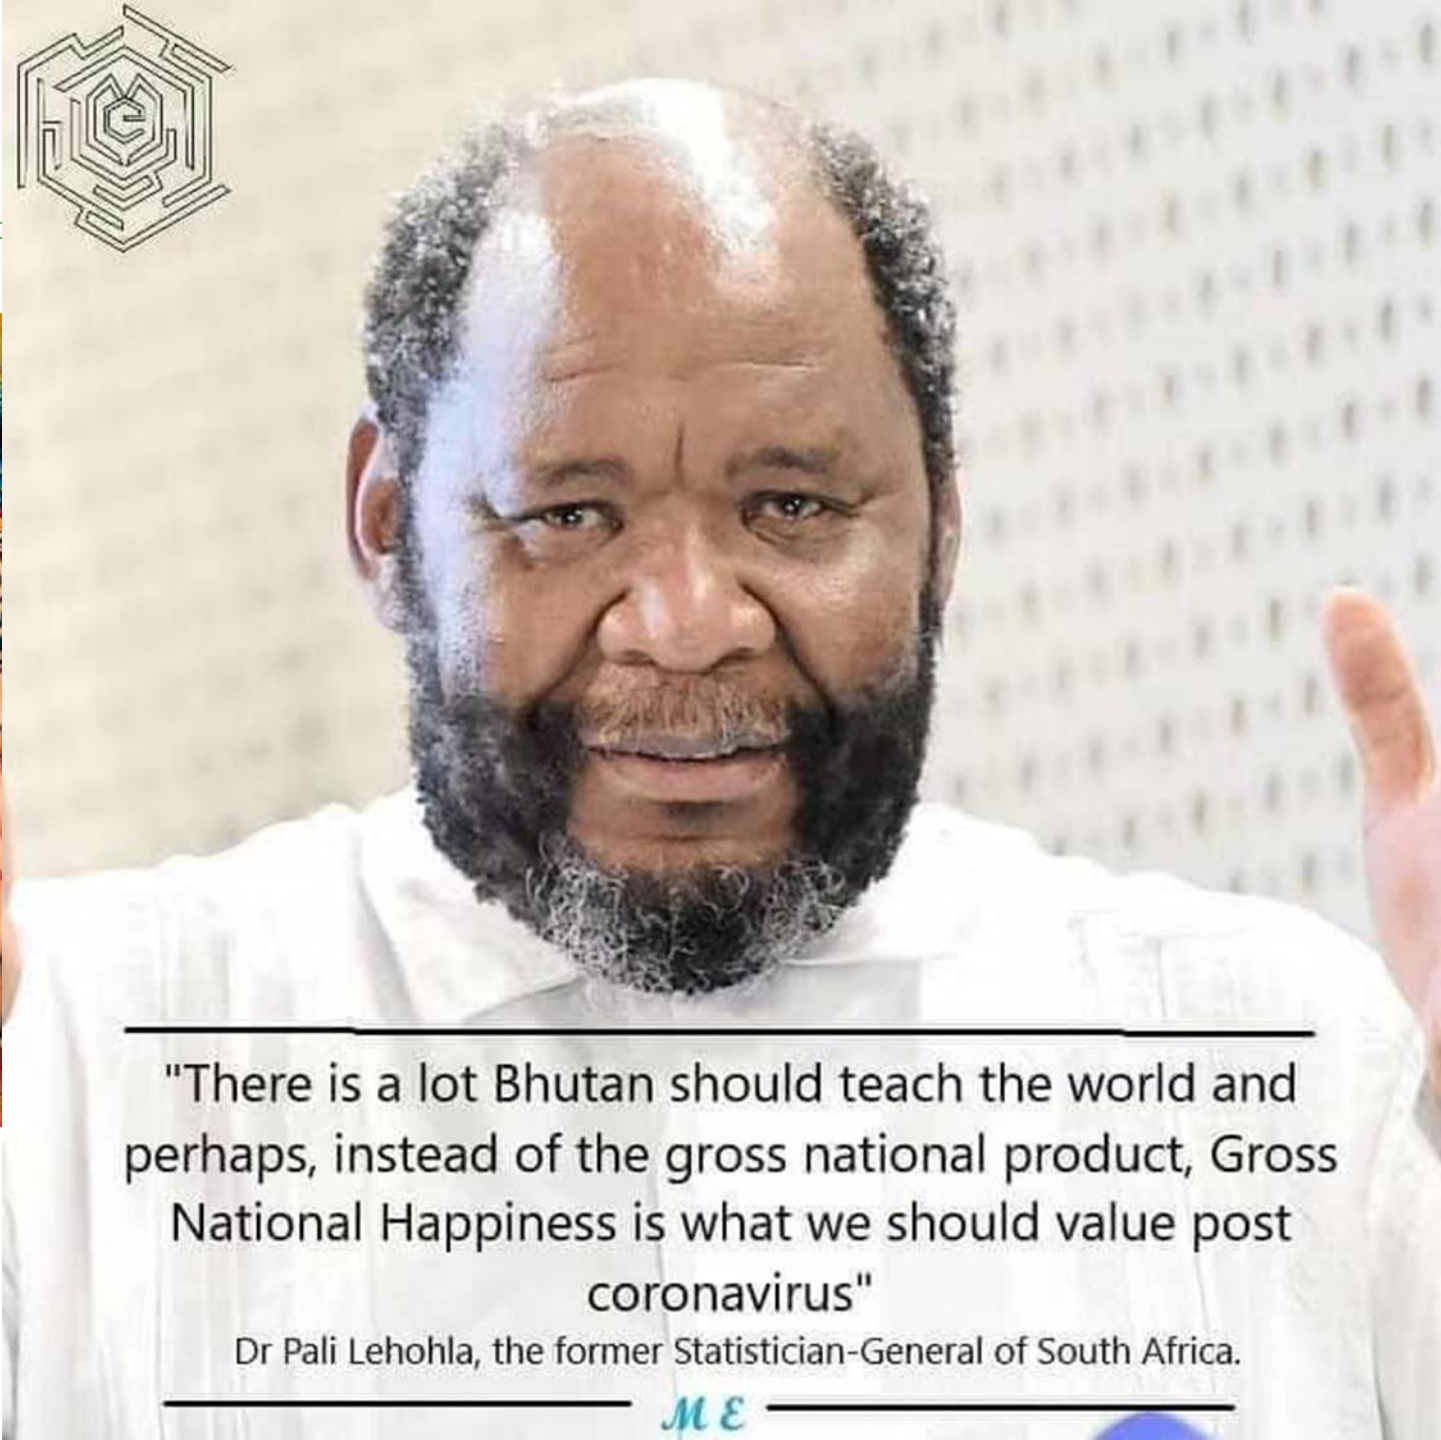 "There is a lot Bhutan should teach the world and
perhaps, instead of the gross national product, Gross
National Happiness is what we should value post
coronavirus"
Dr Pali Lehohla, the former Statistician-General of South Africa.
M E